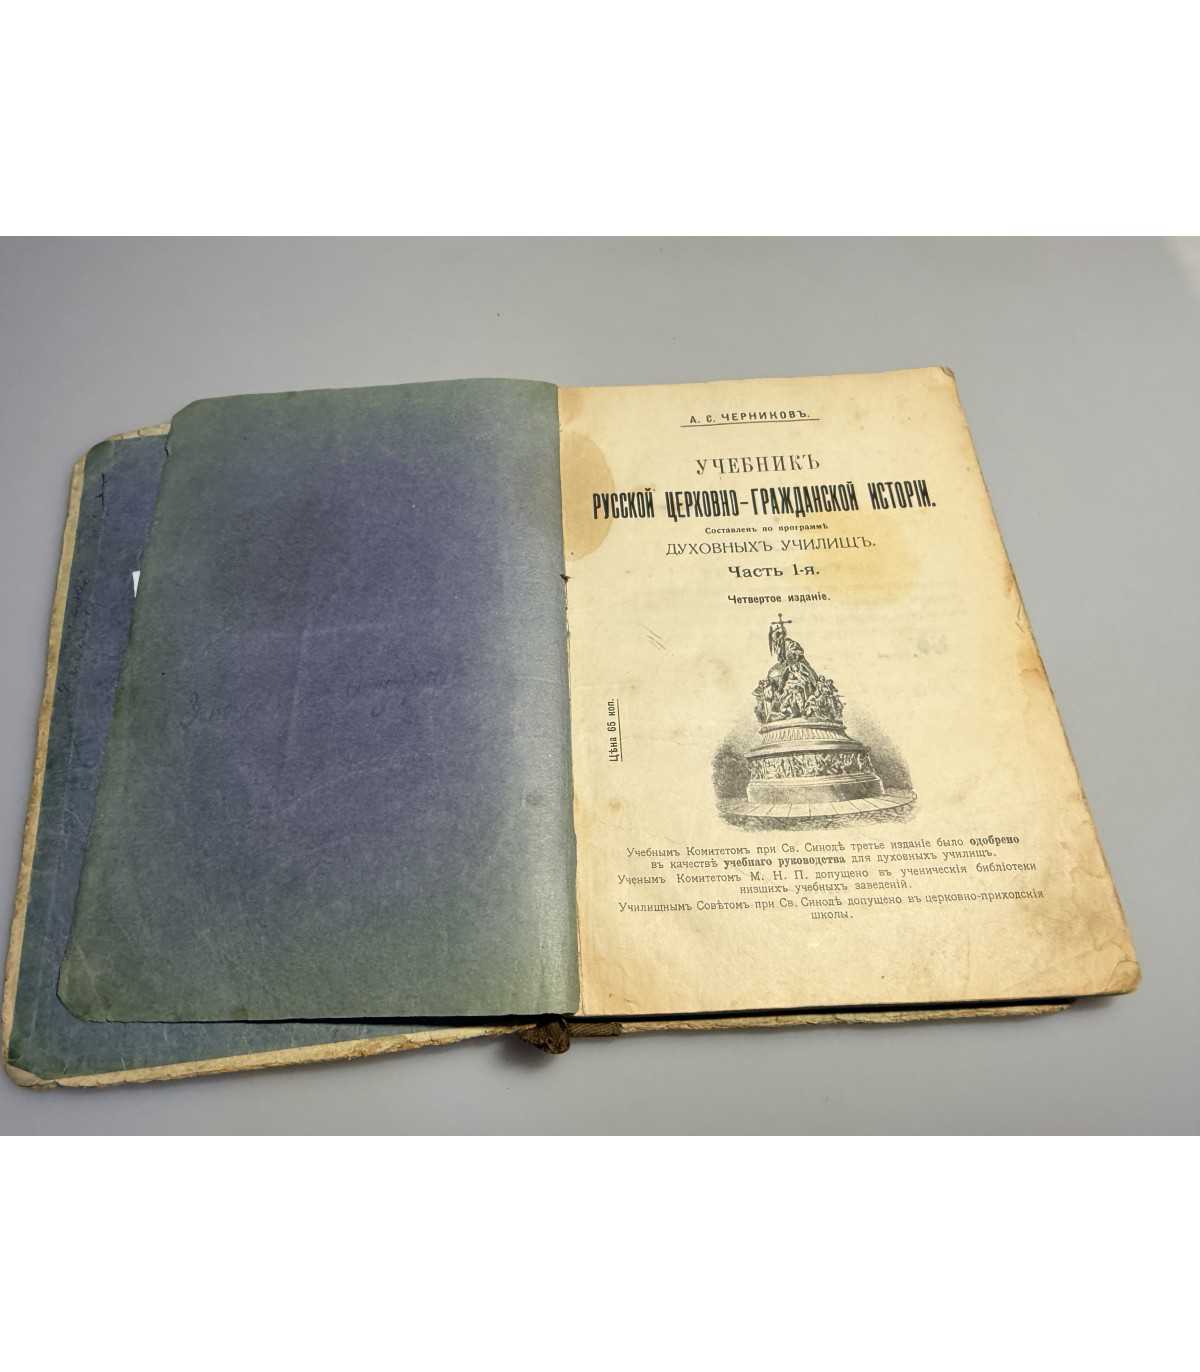 А. С. ЧЕРНИКОВЪ.
УЧЕБНИКЪ
РУССКОЙ ЦЕРКОВНО-ГРАЖДАНСКОЙ ИСТОРІИ.
Составленъ по программѣ
ДУХОВНЫХЪ УЧИЛИЩЪ.
Часть 1-я.
Четвертое изданіе.
Цѣна 65 коп.
Учебнымъ Комитетомъ при Св. Синодѣ третье изданіе было одобрено
въ качествѣ учебнаго руководства для духовныхъ училищъ.
Ученымъ Комитетомъ М. Н. П. допущено въ ученическія библіотеки
низшихъ учебныхъ заведеній.
Училищнымъ Совѣтомъ при Св. Синодѣ допущено въ церковно-приходскія
школы.